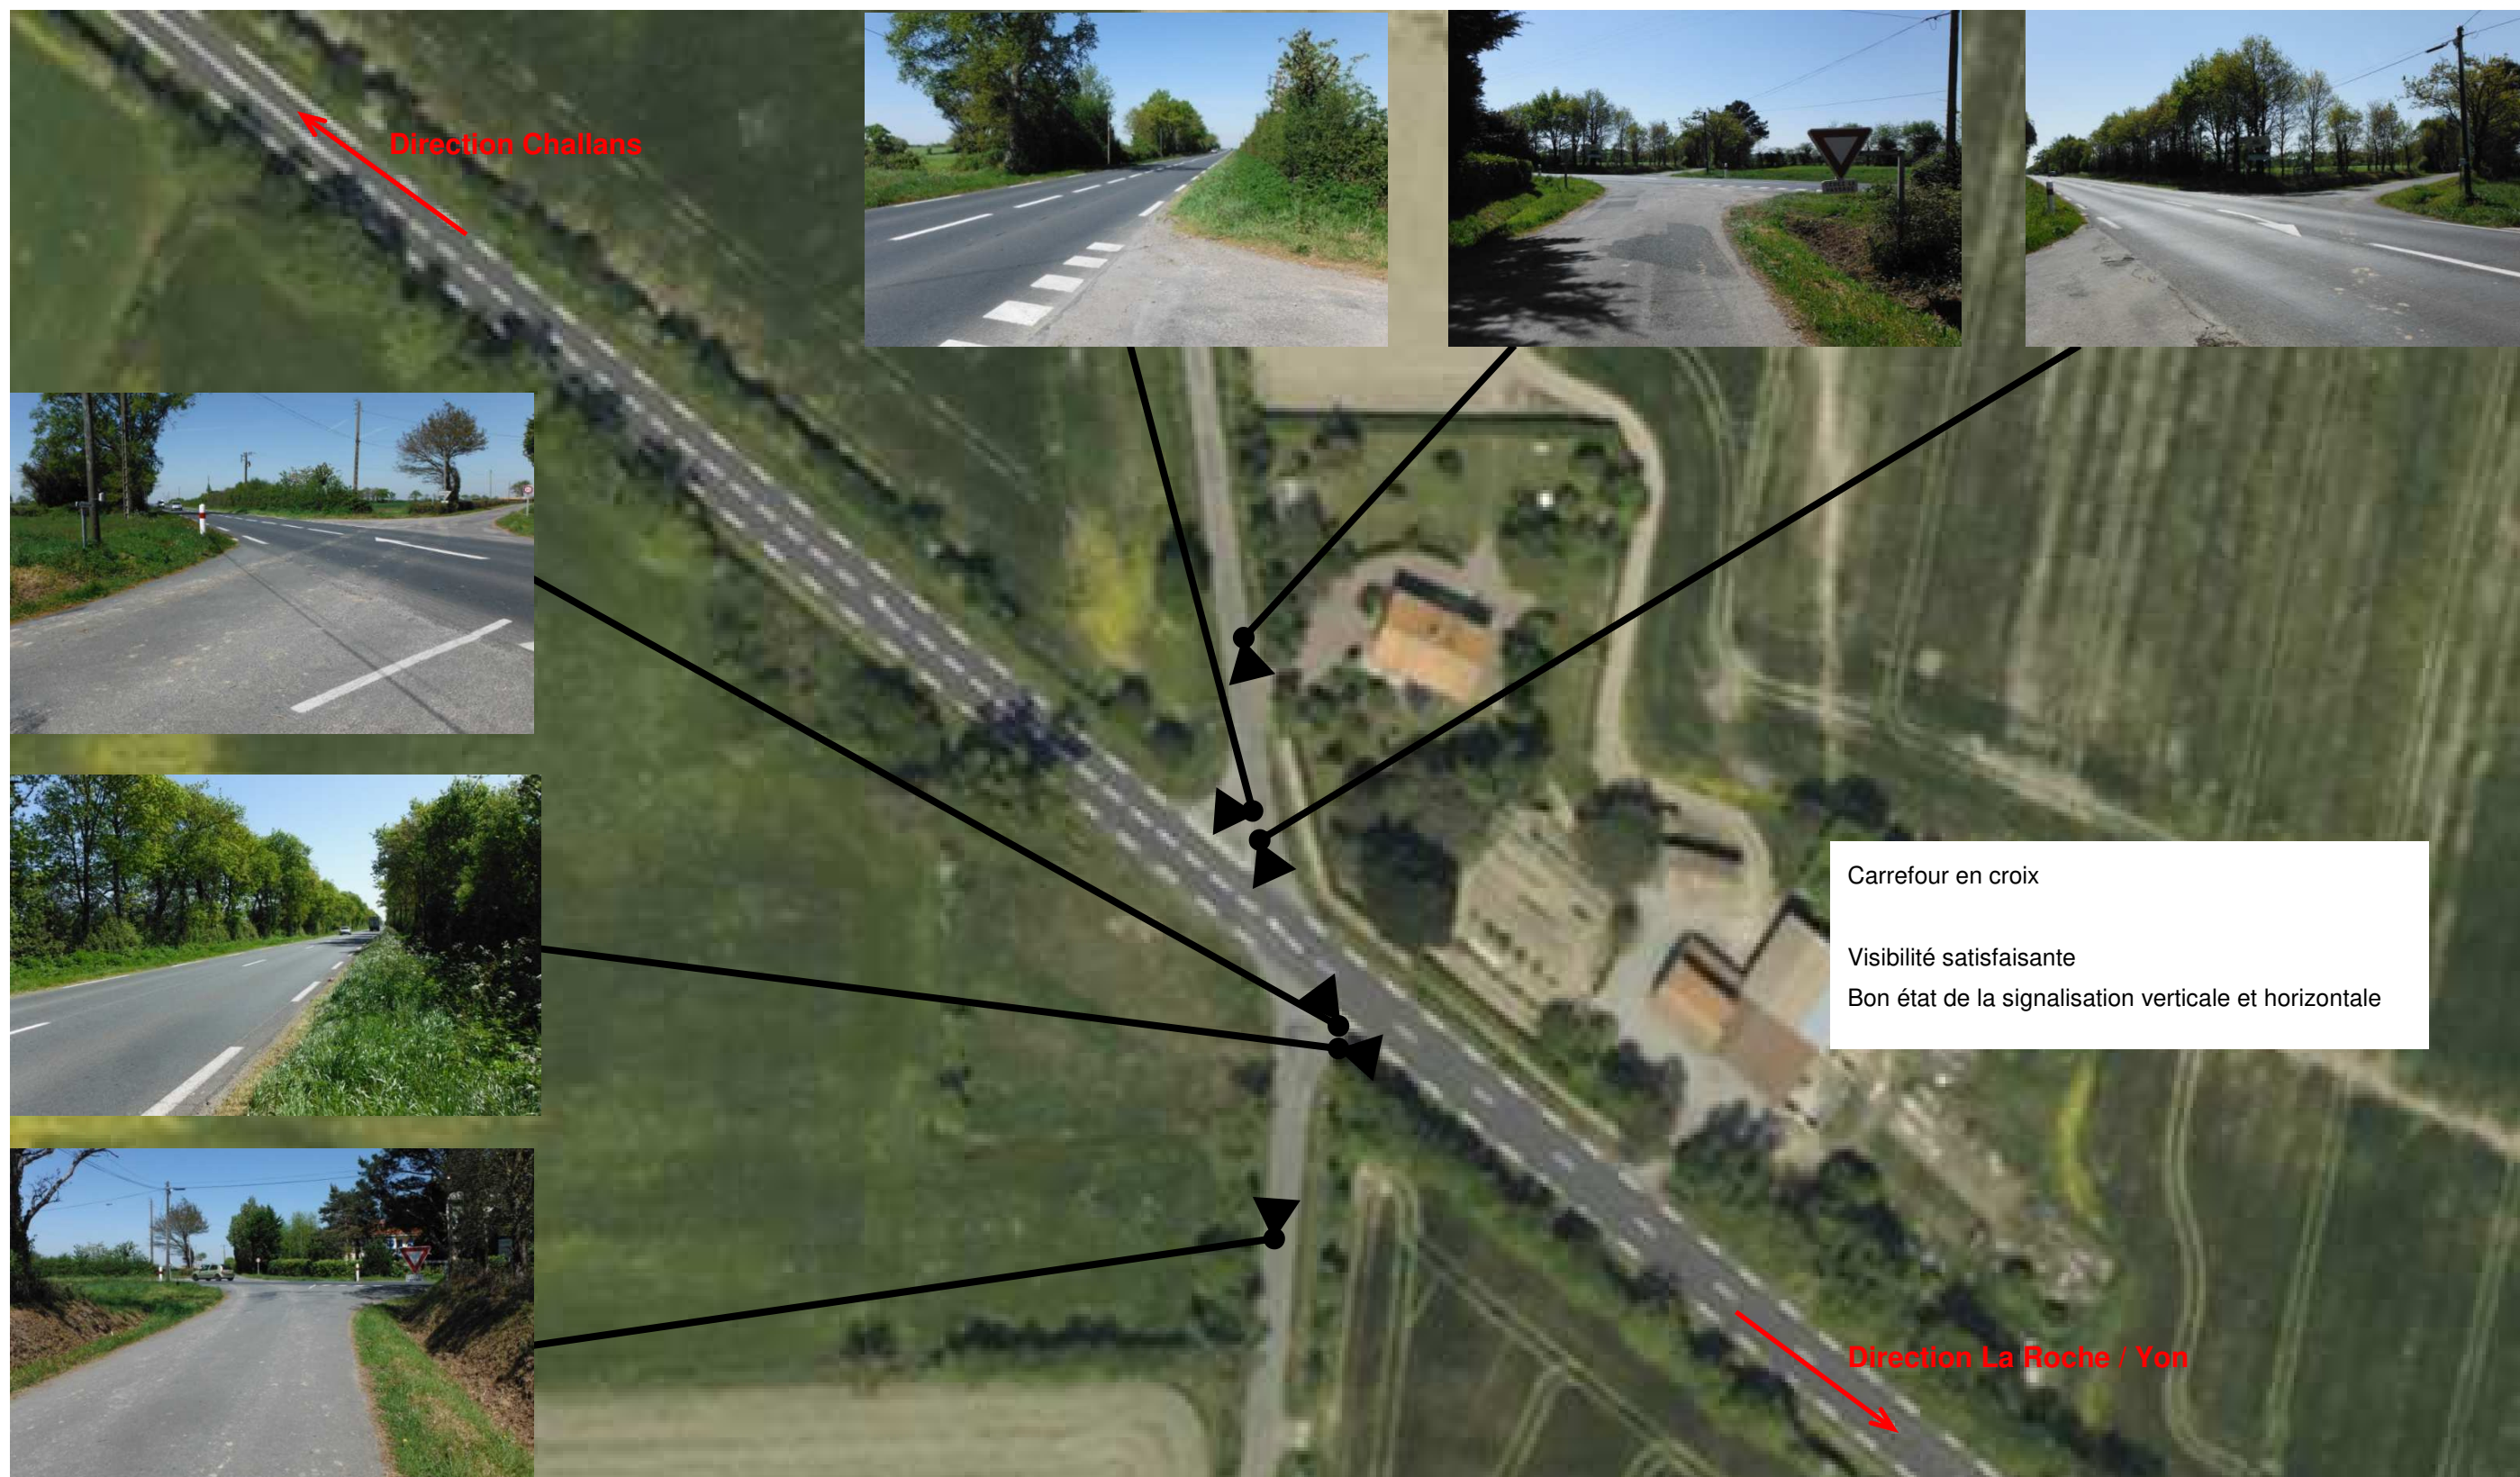 Direction Challans
Carrefour en croix
Visibilité satisfaisante
Bon état de la signalisation verticale et horizontale
Direction La Roche / Yon